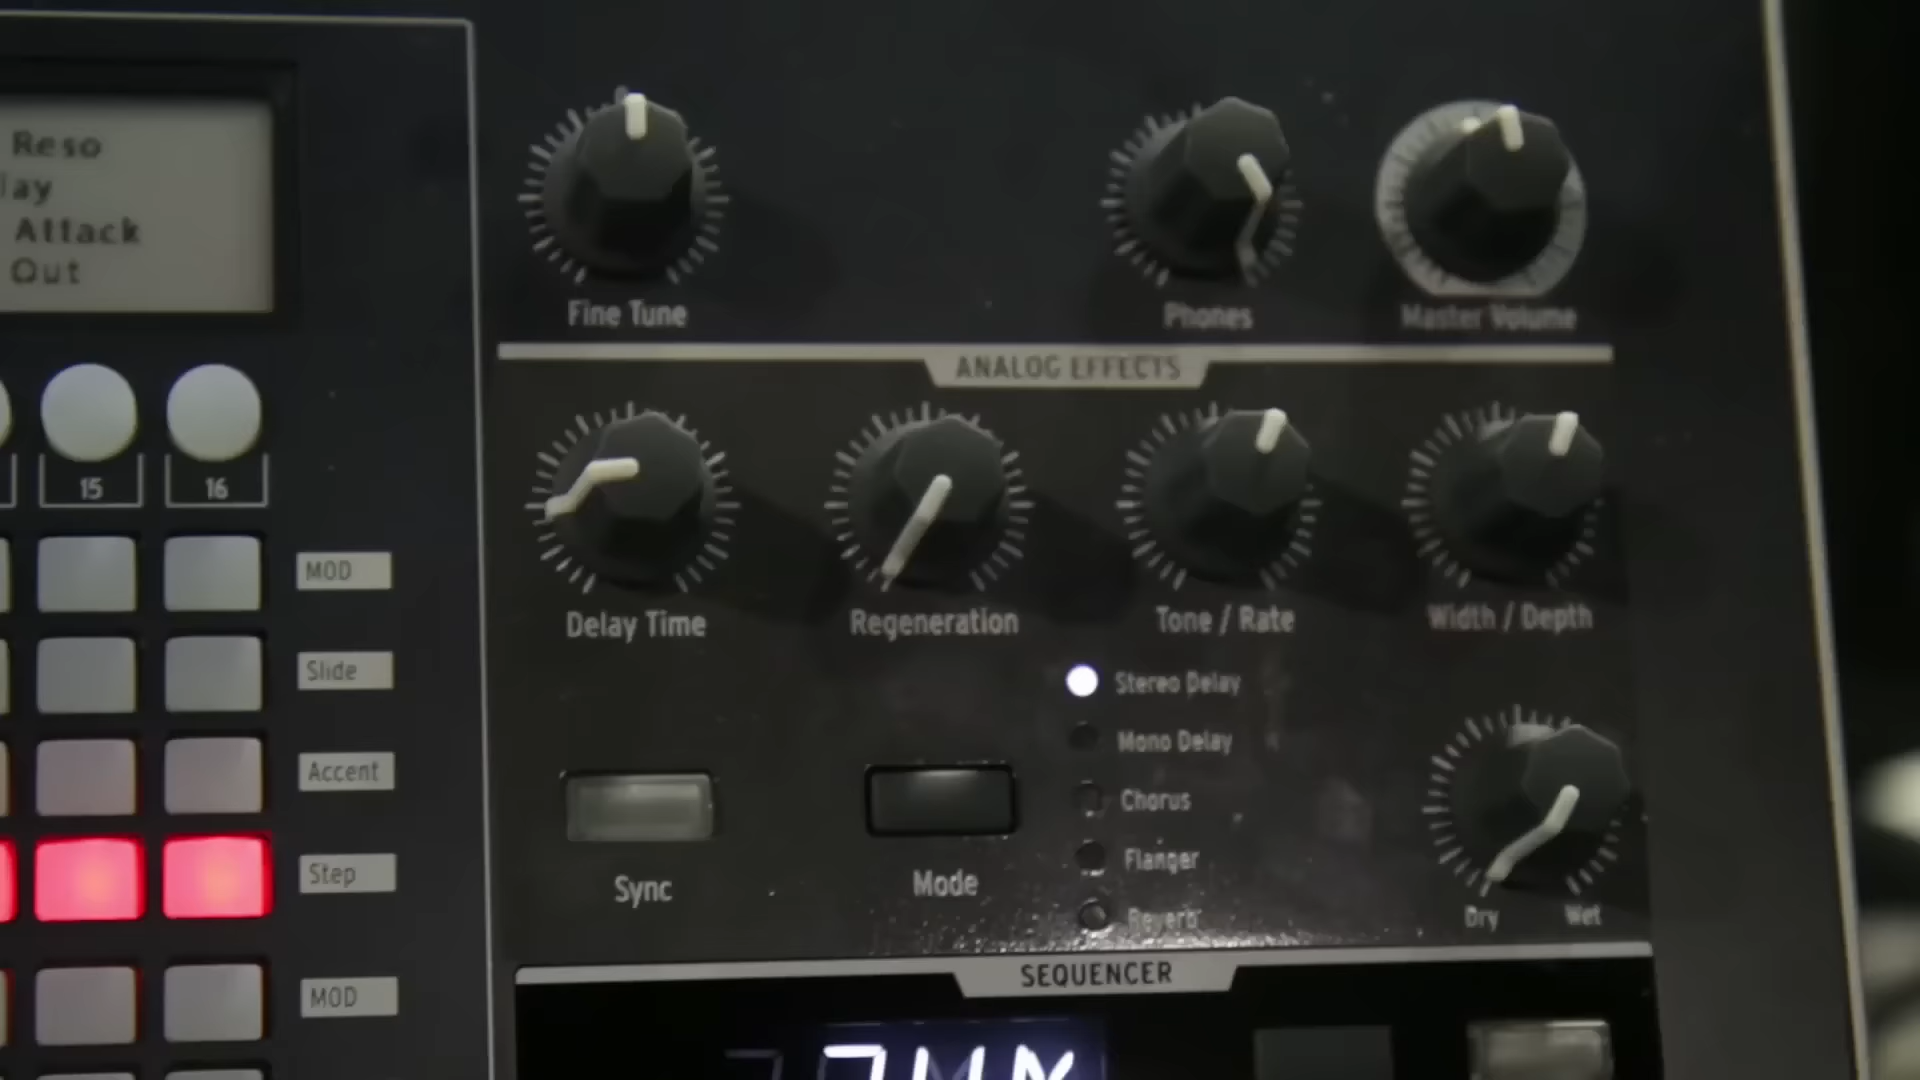 Reso
lay
Attack
Out
Fine Tune
Phones
Master Volume
ANALOG EFFECTS
Delay Time
Regeneration
Tone / Rate
Width / Depth
15
16
MOD
Slide
Accent
Step
MOD
Stereo Delay
Mono Delay
Chorus
Flanger
Reverb
Sync
Mode
Dry
Wet
SEQUENCER